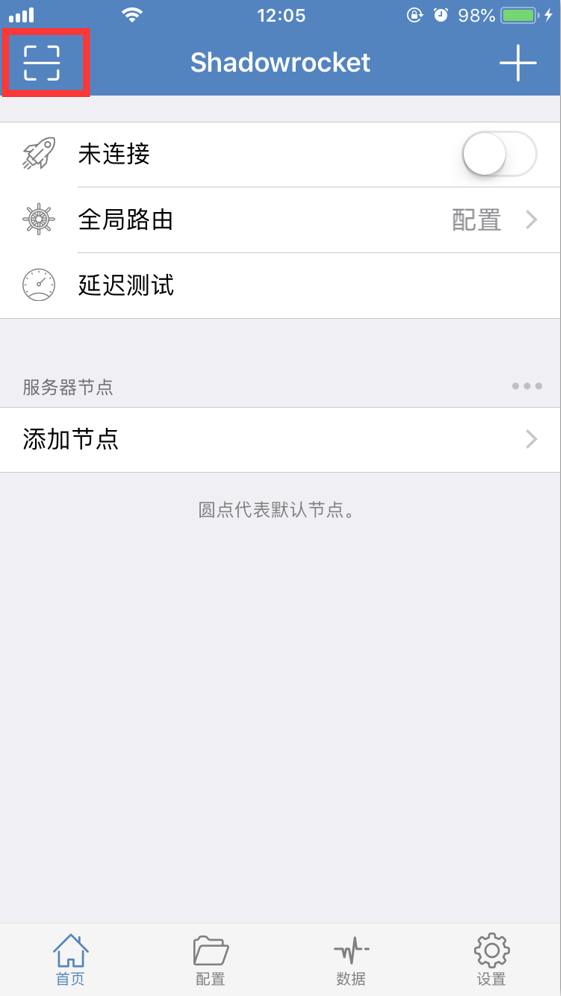 12:05
98%
Shadowrocket
未连接
全局路由 配置
延迟测试
服务器节点
添加节点
圆点代表默认节点。
首页 配置 数据 设置